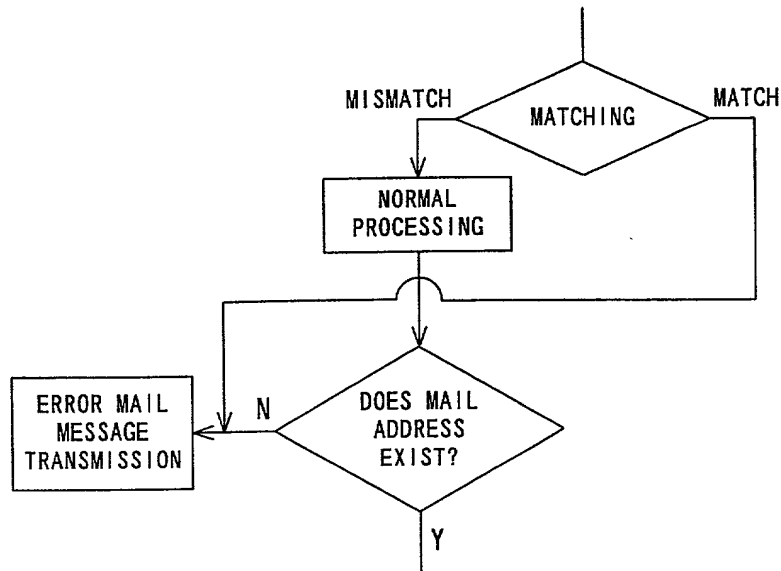 MISMATCH
MATCHING
MATCH
NORMAL
PROCESSING
ERROR MAIL
MESSAGE
TRANSMISSION
N
DOES MAIL
ADDRESS
EXIST?
Y